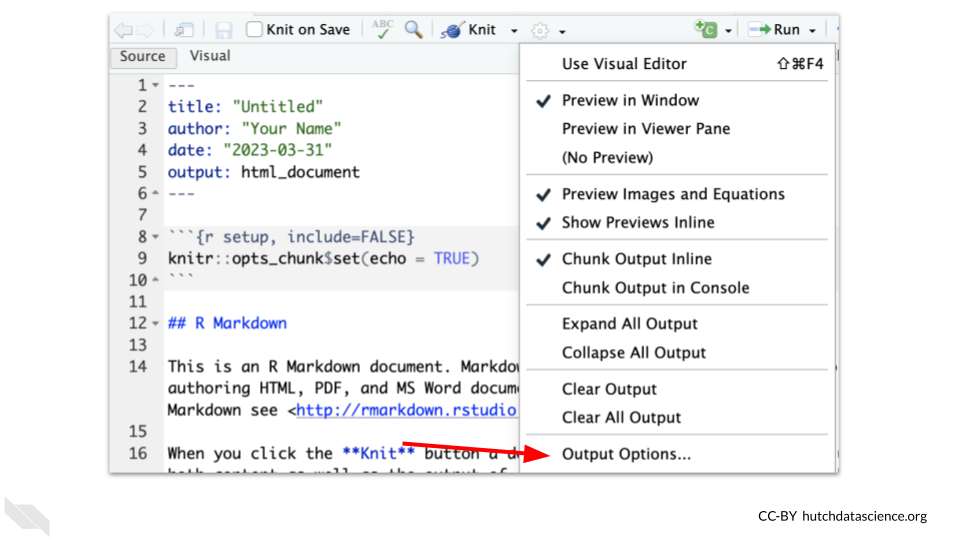 Knit on Save ABC Knit Run
Source Visual
1 ---
2 title: "Untitled"
3 author: "Your Name"
4 date: "2023-03-31"
5 output: html_document
6 ---
7
8 ```{r setup, include=FALSE}
9 knitr::opts_chunk$set(echo = TRUE)
10 ```
11
12 ## R Markdown
13
14 This is an R Markdown document.
authoring HTML, PDF, and MS Word
Markdown see <http://rmarkdown.rstudio
15
16 When you click the **Knit** button a
Use Visual Editor ⇧⌘F4
✓ Preview in Window
Preview in Viewer Pane
(No Preview)
✓ Preview Images and Equations
✓ Show Previews Inline
✓ Chunk Output Inline
Chunk Output in Console
Expand All Output
Collapse All Output
Clear Output
Clear All Output
Output Options...
CC-BY hutchdatascience.org